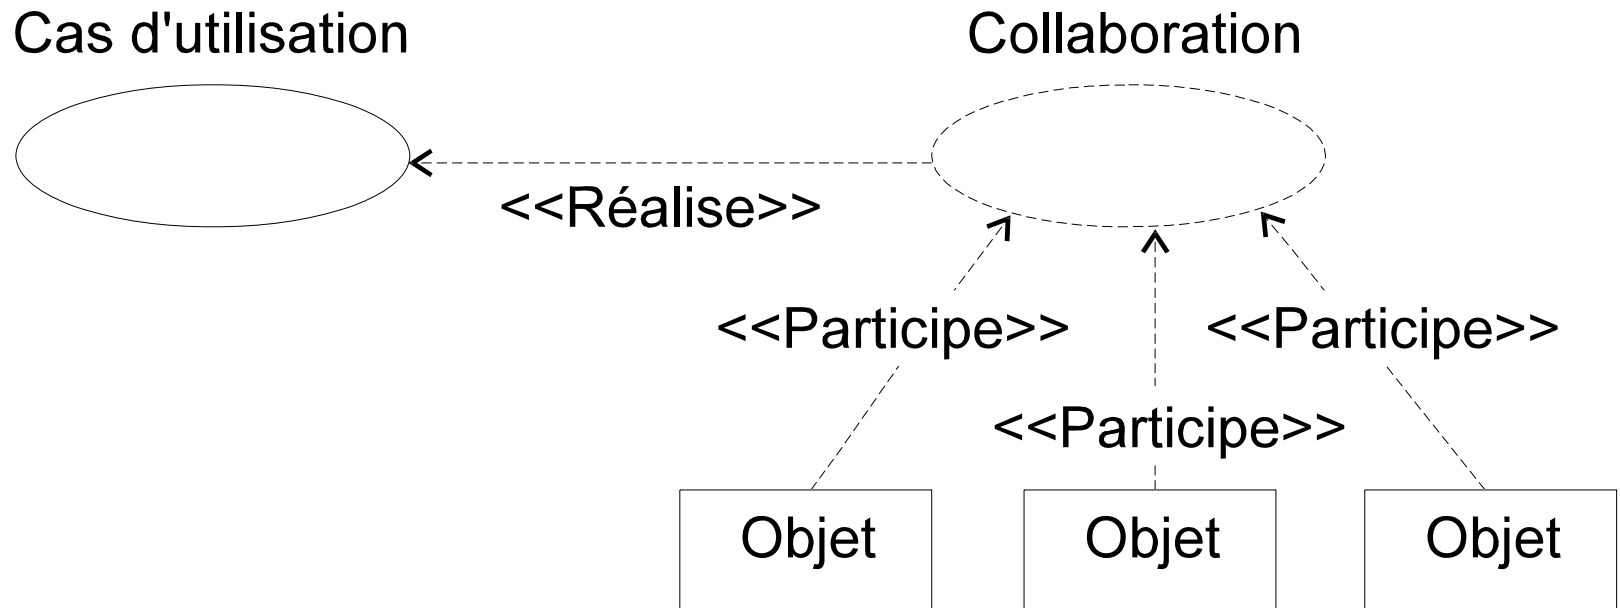 Cas d'utilisation
Collaboration
<<Réalise>>
<<Participe>>
<<Participe>>
<<Participe>>
Objet
Objet
Objet